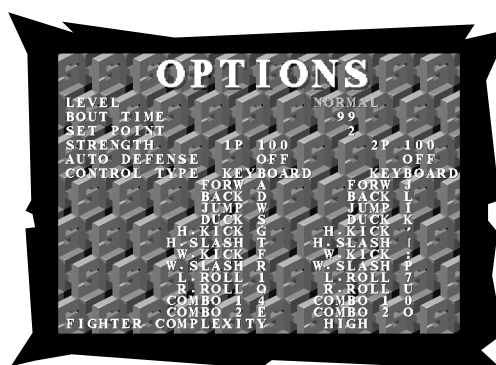 OPTIONS
LEVEL NORMAL
BOUT TIME 99
SET POINT 2
STRENGTH 1P 100 2P 100
AUTO DEFENSE OFF OFF
CONTROL TYPE KEYBOARD KEYBOARD
FORW A FORW J
BACK D BACK L
JUMP W JUMP I
DUCK S DUCK K
H.KICK G H.KICK '
H.SLASH T H.SLASH [
W.KICK F W.KICK ;
W.SLASH R W.SLASH P
L.ROLL 1 L.ROLL 7
R.ROLL Q R.ROLL U
COMBO 1 4 COMBO 1 0
COMBO 2 E COMBO 2 O
FIGHTER COMPLEXITY HIGH